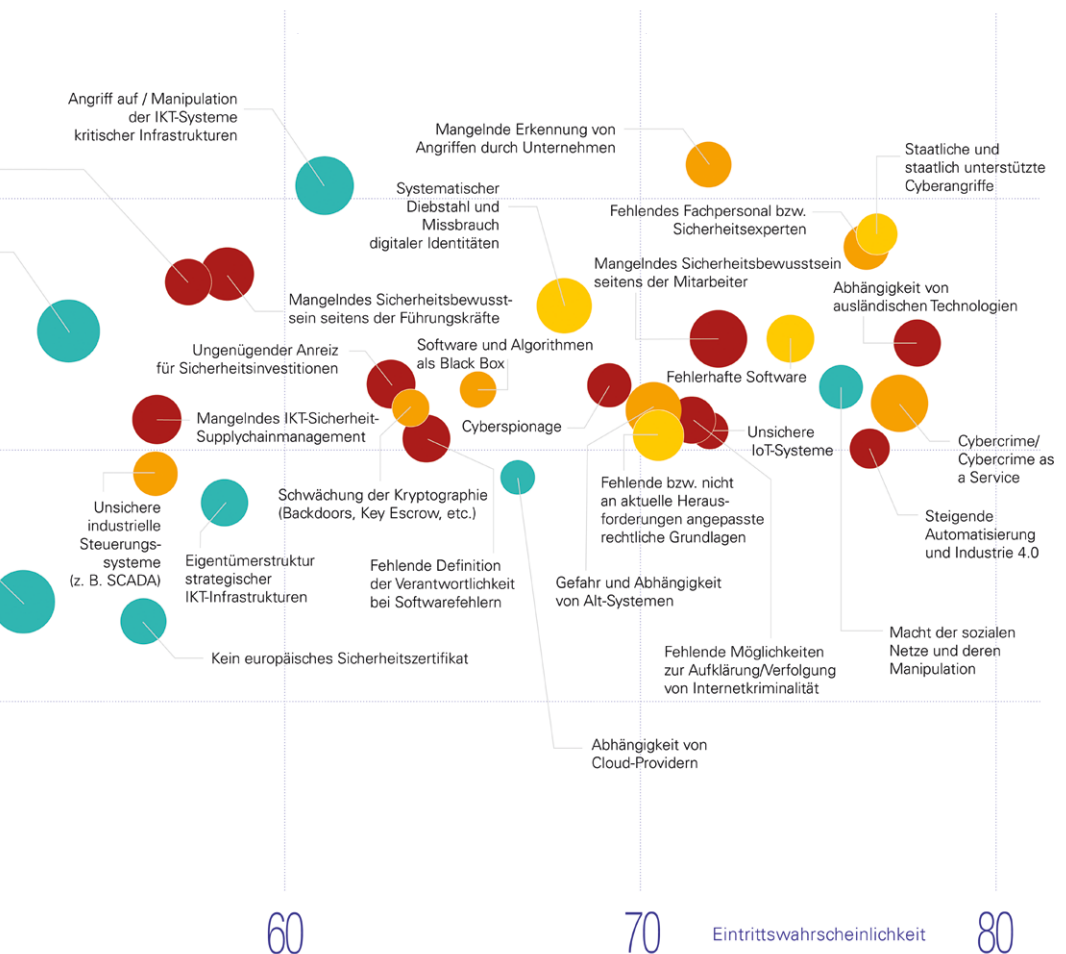 Angriff auf / Manipulation
der IKT-Systeme
kritischer Infrastrukturen
Mangelnde Erkennung von
Angriffen durch Unternehmen
Staatliche und
staatlich unterstützte
Cyberangriffe
Systematischer
Diebstahl und
Missbrauch
digitaler Identitäten
Fehlendes Fachpersonal bzw.
Sicherheitsexperten
Mangelndes Sicherheitsbewusstsein
seitens der Mitarbeiter
Abhängigkeit von
ausländischen Technologien
Mangelndes Sicherheitsbewusst-
sein seitens der Führungskräfte
Ungenügender Anreiz
für Sicherheitsinvestitionen
Software und Algorithmen
als Black Box
Fehlerhafte Software
Mangelndes IKT-Sicherheit-
Supplychainmanagement
Cyberspionage
Unsichere
IoT-Systeme
Cybercrime/
Cybercrime as
a Service
Unsichere
industrielle
Steuerungs-
systeme
(z. B. SCADA)
Schwächung der Kryptographie
(Backdoors, Key Escrow, etc.)
Fehlende bzw. nicht
an aktuelle Heraus-
forderungen angepasste
rechtliche Grundlagen
Steigende
Automatisierung
und Industrie 4.0
Eigentümerstruktur
strategischer
IKT-Infrastrukturen
Fehlende Definition
der Verantwortlichkeit
bei Softwarefehlern
Gefahr und Abhängigkeit
von Alt-Systemen
Kein europäisches Sicherheitszertifikat
Fehlende Möglichkeiten
zur Aufklärung/Verfolgung
von Internetkriminalität
Macht der sozialen
Netze und deren
Manipulation
Abhängigkeit von
Cloud-Providern
60
70
Eintrittswahrscheinlichkeit
80